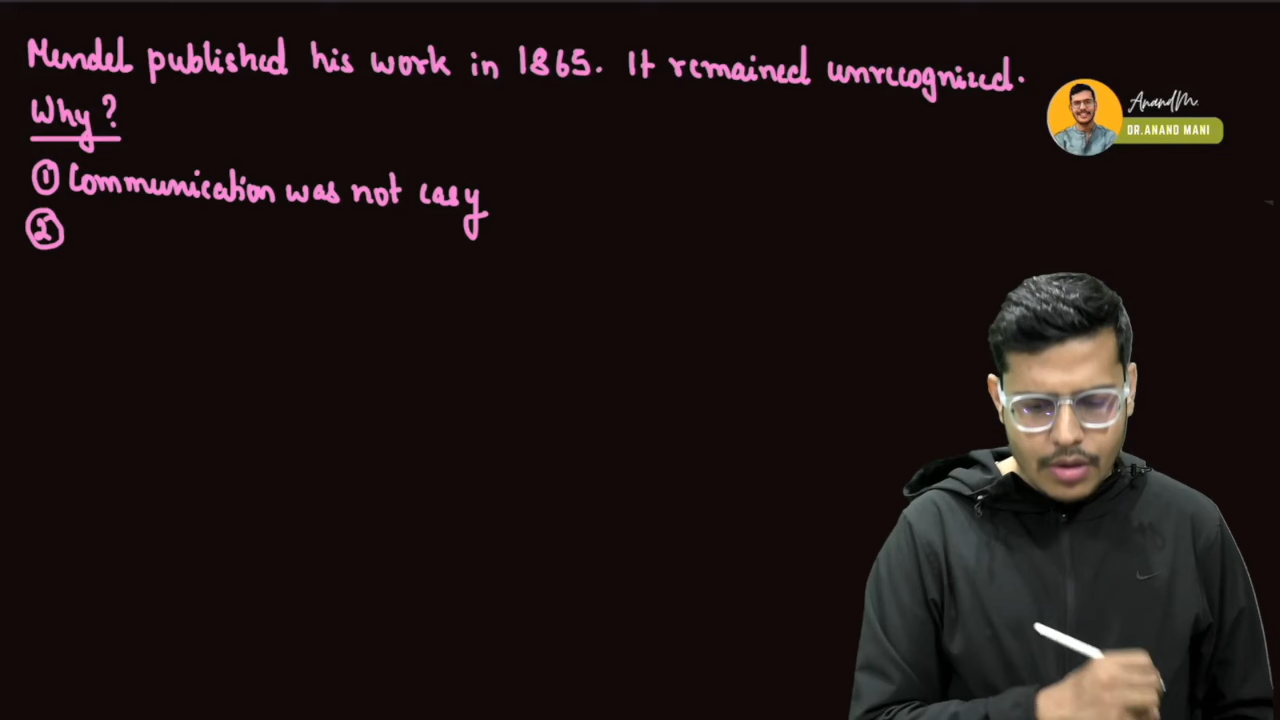 Mendel published his work in 1865. It remained unrecognized.
Why?
① Communication was not easy
②
AnandM.
DR.ANAND MANI